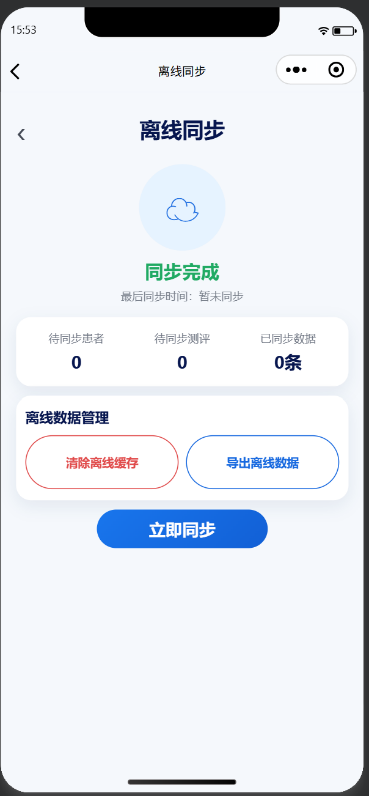 15:53
离线同步
离线同步
同步完成
最后同步时间：暂未同步
待同步患者 待同步测评 已同步数据
0 0 0条
离线数据管理
清除离线缓存 导出离线数据
立即同步